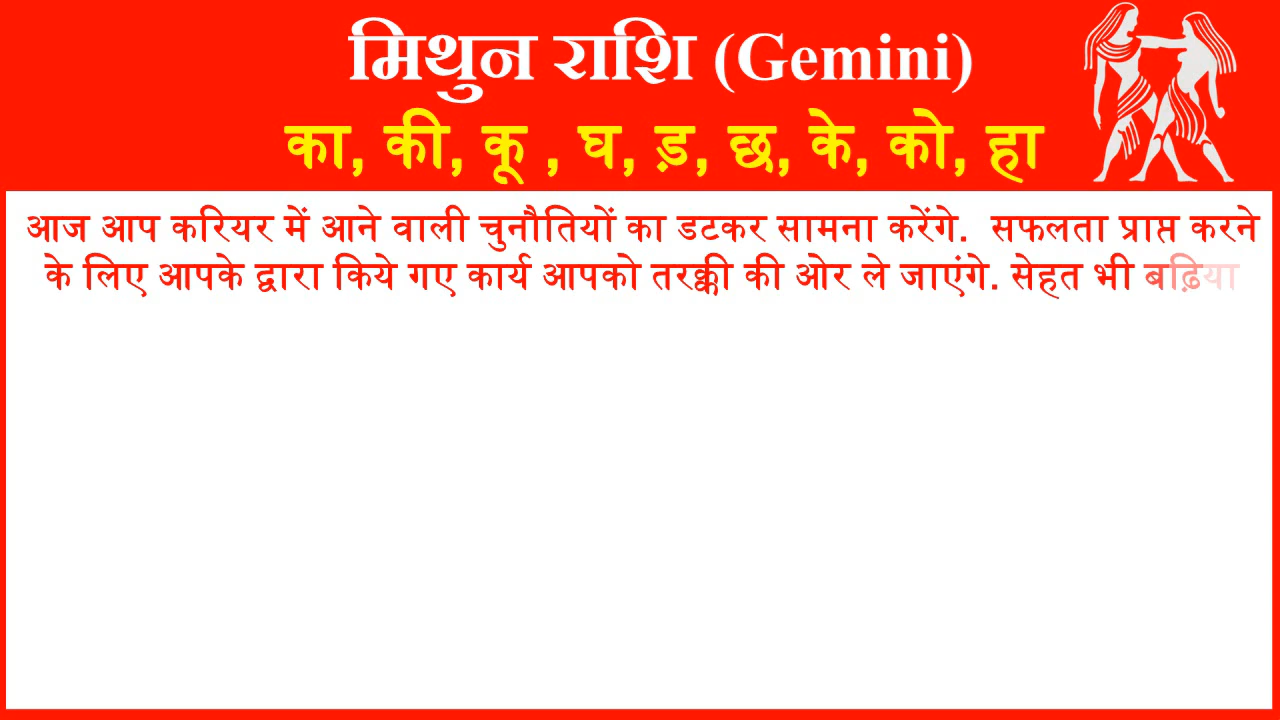 मिथुन राशि (Gemini)
का, की, कू , घ, ड़, छ, के, को, हा
आज आप करियर में आने वाली चुनौतियों का डटकर सामना करेंगे. सफलता प्राप्त करने
के लिए आपके द्वारा किये गए कार्य आपको तरक्की की ओर ले जाएंगे. सेहत भी बढ़िया